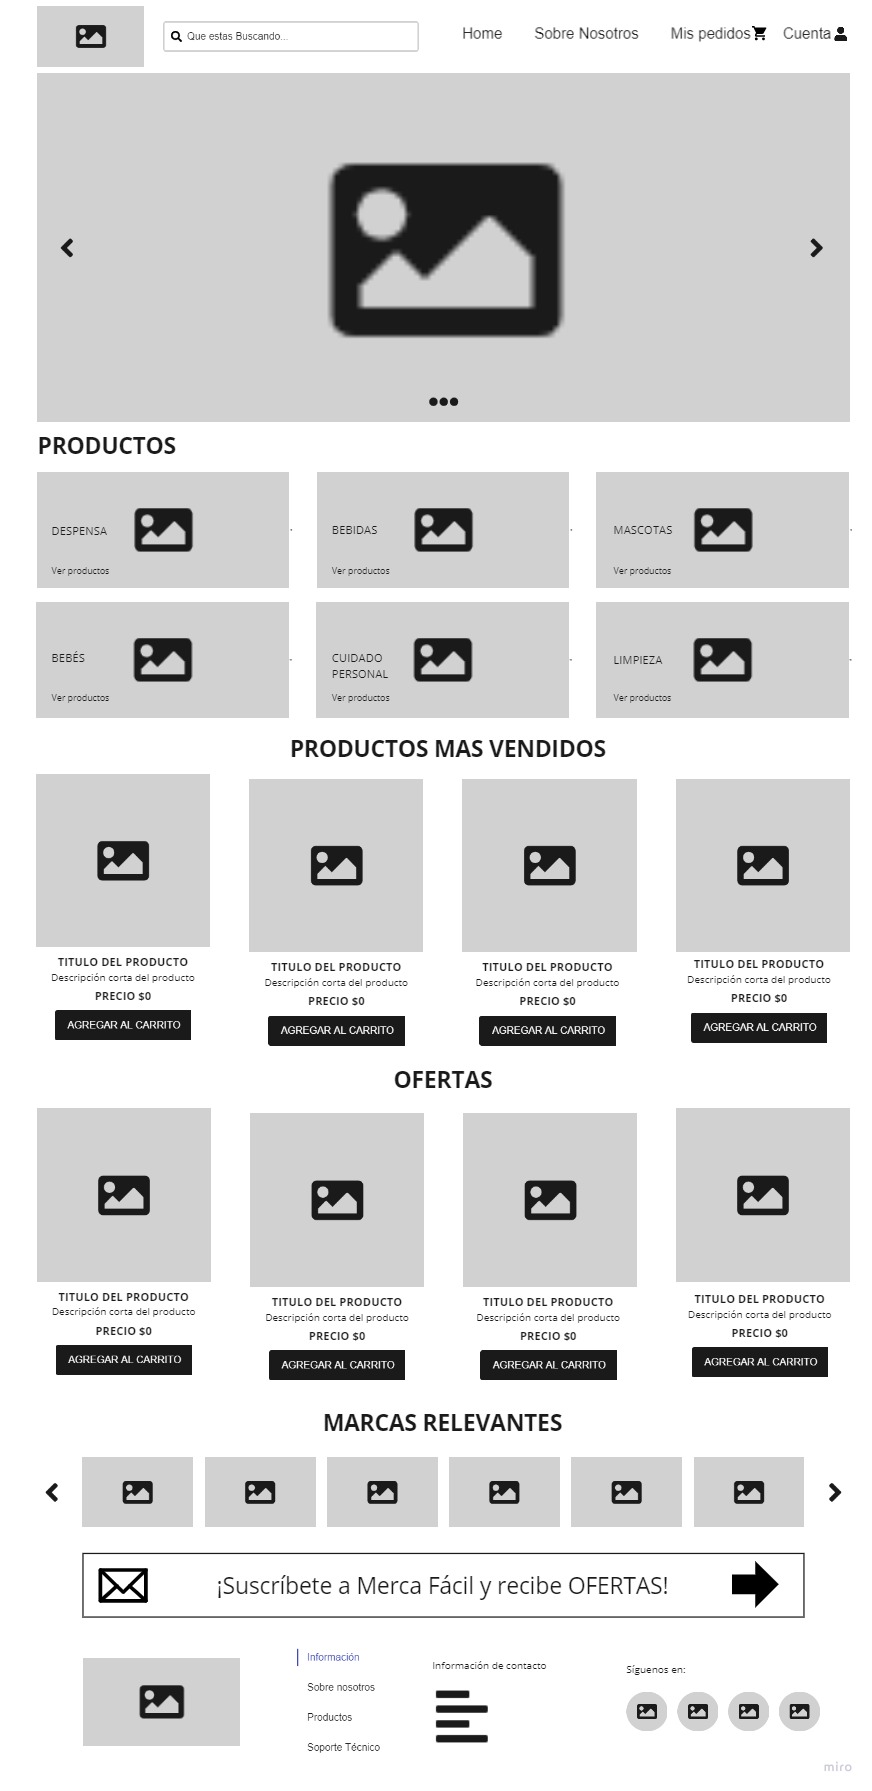 Que estas Buscando...
Home
Sobre Nosotros
Mis pedidos
Cuenta
PRODUCTOS
DESPENSA
Ver productos
BEBIDAS
Ver productos
MASCOTAS
Ver productos
BEBÉS
Ver productos
CUIDADO
PERSONAL
Ver productos
LIMPIEZA
Ver productos
PRODUCTOS MAS VENDIDOS
TITULO DEL PRODUCTO
Descripción corta del producto
PRECIO $0
AGREGAR AL CARRITO
TITULO DEL PRODUCTO
Descripción corta del producto
PRECIO $0
AGREGAR AL CARRITO
TITULO DEL PRODUCTO
Descripción corta del producto
PRECIO $0
AGREGAR AL CARRITO
TITULO DEL PRODUCTO
Descripción corta del producto
PRECIO $0
AGREGAR AL CARRITO
OFERTAS
TITULO DEL PRODUCTO
Descripción corta del producto
PRECIO $0
AGREGAR AL CARRITO
TITULO DEL PRODUCTO
Descripción corta del producto
PRECIO $0
AGREGAR AL CARRITO
TITULO DEL PRODUCTO
Descripción corta del producto
PRECIO $0
AGREGAR AL CARRITO
TITULO DEL PRODUCTO
Descripción corta del producto
PRECIO $0
AGREGAR AL CARRITO
MARCAS RELEVANTES
¡Suscríbete a Merca Fácil y recibe OFERTAS!
Información
Sobre nosotros
Productos
Soporte Técnico
Información de contacto
Síguenos en:
miro